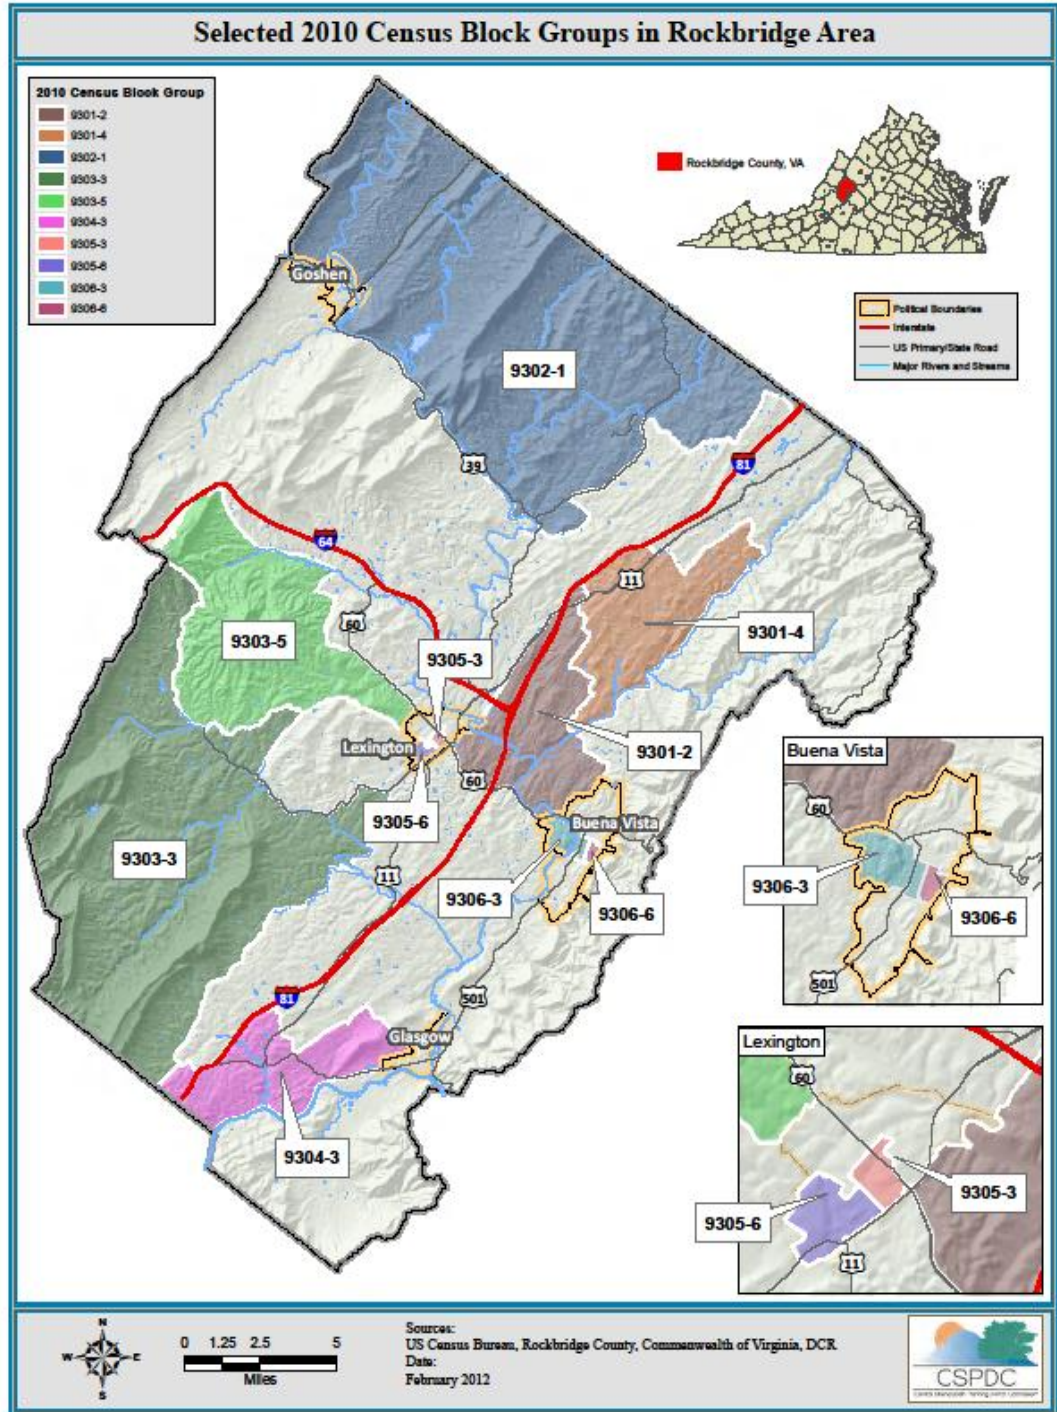 Selected 2010 Census Block Groups in Rockbridge Area
2010 Census Block Group
9301-2
9301-4
9302-1
9303-3
9303-5
9304-3
9305-3
9305-6
9306-3
9306-6
Rockbridge County, VA
Political Boundaries
Interstate
US Primary/State Road
Major Rivers and Streams
Goshen
9302-1
39
81
64
11
60
9303-5
9305-3
9301-4
Lexington
9301-2
60
9305-6
Buena Vista
9303-3
11
9306-3
9306-6
81
501
Glasgow
9304-3
Buena Vista
60
9306-3
9306-6
501
Lexington
60
9305-3
9305-6
11
N
W
E
S
0 1.25 2.5 5
Miles
Sources:
US Census Bureau, Rockbridge County, Commonwealth of Virginia, DCR
Date:
February 2012
CSPDC